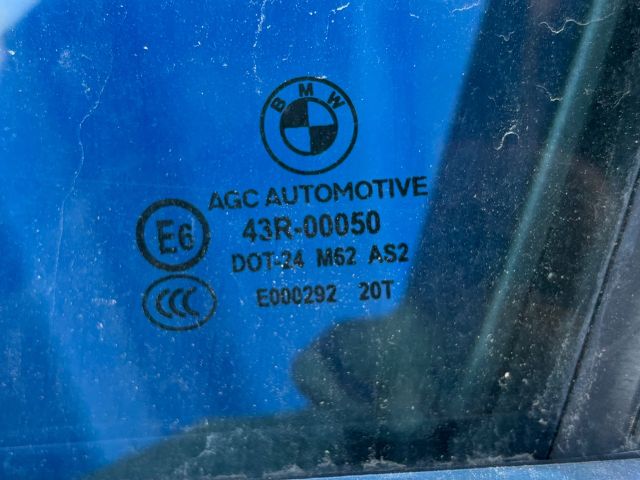 BMW
AGC AUTOMOTIVE
E6 43R-00050
DOT-24 M62 AS2
CCC E000292 20T